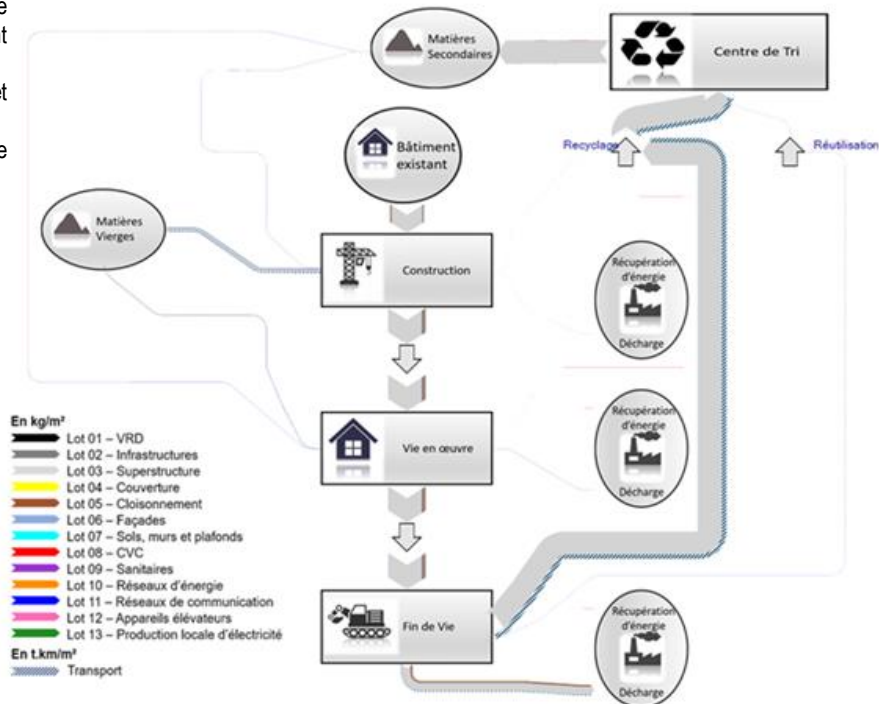 e
nt
et
e
Matières
Secondaires
Centre de Tri
Bâtiment
existant
Recyclage
Réutilisation
Matières
Vierges
Construction
Récupération
d'énergie
Décharge
Vie en œuvre
Récupération
d'énergie
Décharge
En kg/m²
Lot 01 – VRD
Lot 02 – Infrastructures
Lot 03 – Superstructure
Lot 04 – Couverture
Lot 05 – Cloisonnement
Lot 06 – Façades
Lot 07 – Sols, murs et plafonds
Lot 08 – CVC
Lot 09 – Sanitaires
Lot 10 – Réseaux d'énergie
Lot 11 – Réseaux de communication
Lot 12 – Appareils élévateurs
Lot 13 – Production locale d'électricité
En t.km/m²
Transport
Fin de Vie
Récupération
d'énergie
Décharge